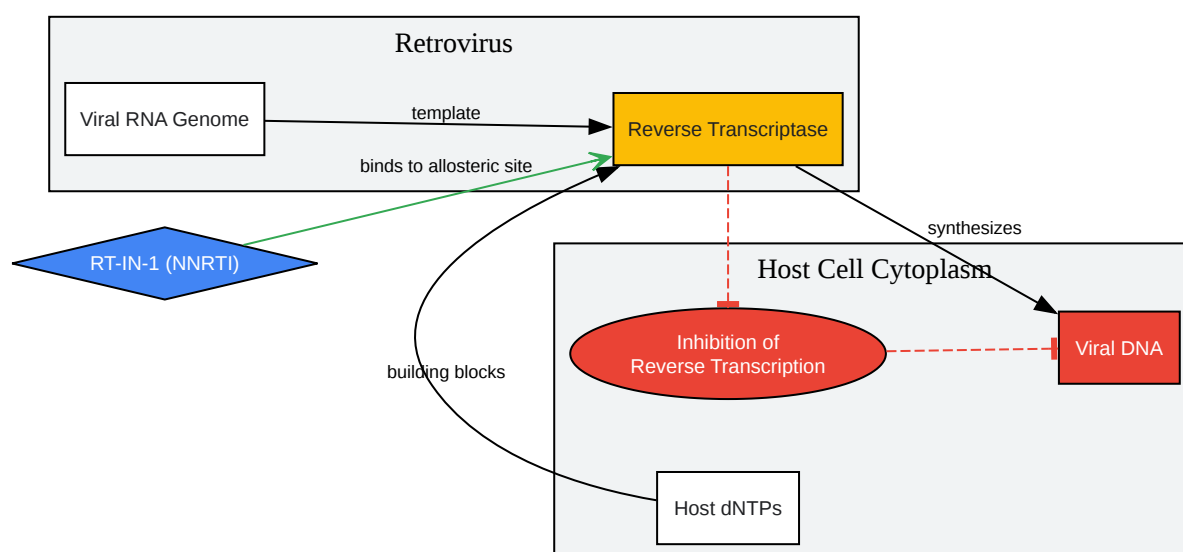 Retrovirus
Viral RNA Genome
template
Reverse Transcriptase
binds to allosteric site
RT-IN-1 (NNRTI)
synthesizes
Host Cell Cytoplasm
Inhibition of
Reverse Transcription
Viral DNA
building blocks
Host dNTPs